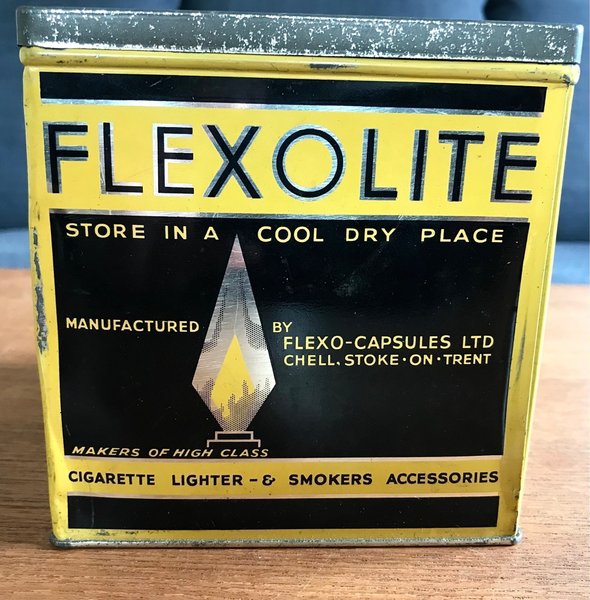 FLEXOLITE
STORE IN A COOL DRY PLACE
MANUFACTURED BY
FLEXO-CAPSULES LTD
CHELL. STOKE·ON·TRENT
MAKERS OF HIGH CLASS
CIGARETTE LIGHTER - & SMOKERS ACCESSORIES